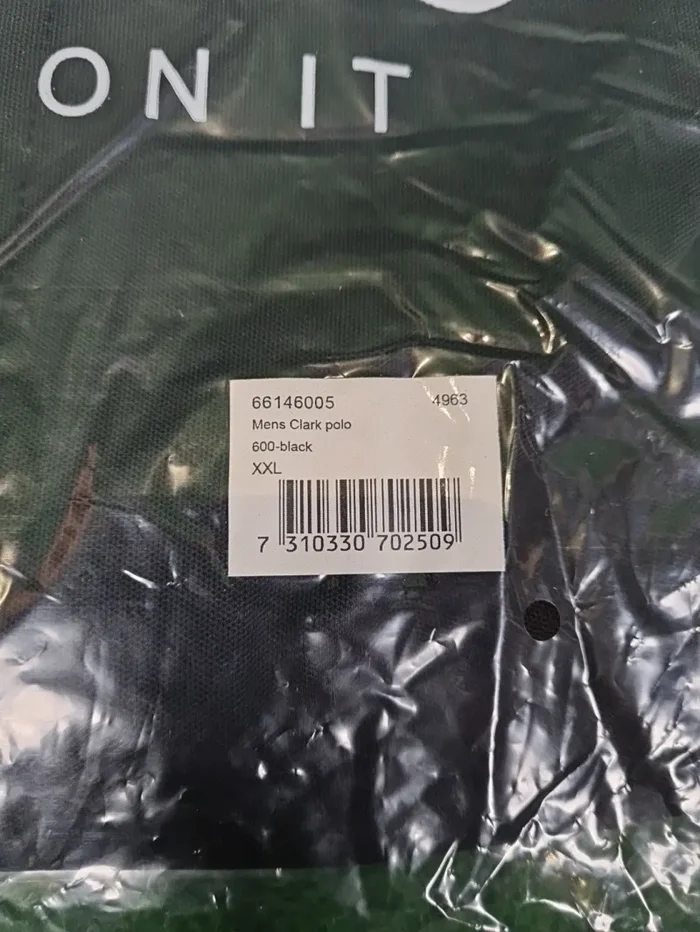 ON IT
66146005 4963
Mens Clark polo
600-black
XXL
7 310330 702509